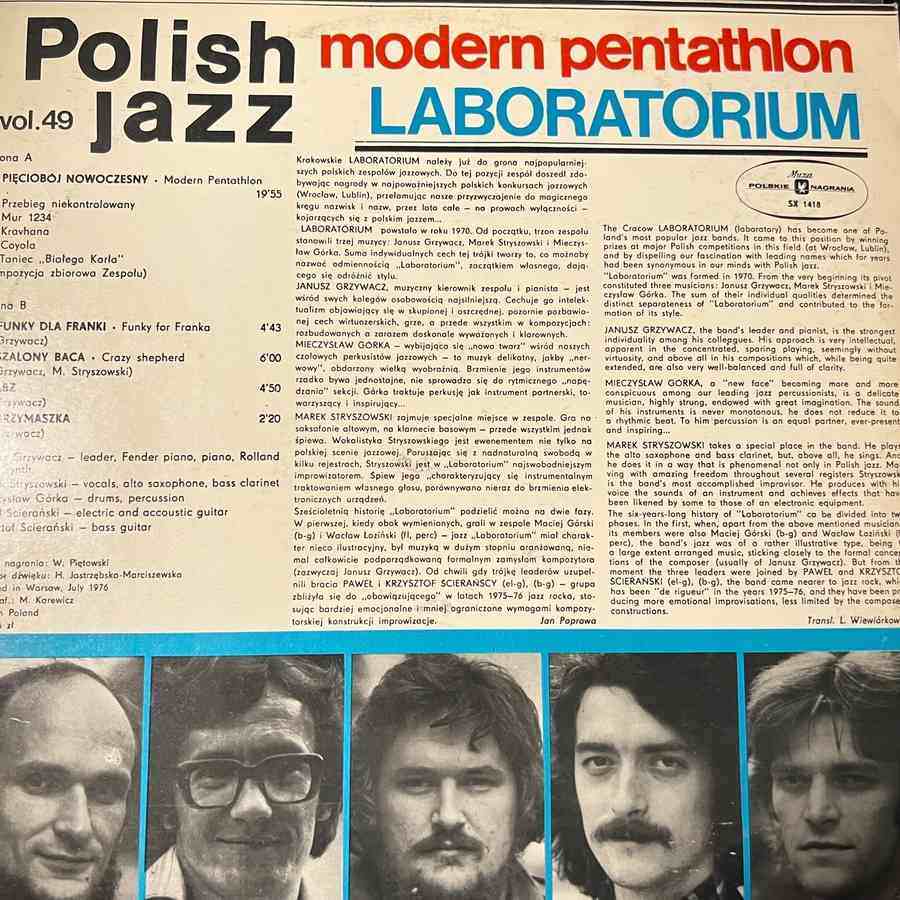 Polish
jazz
vol.49
modern pentathlon
LABORATORIUM
ona A
PIĘCIOBÓJ NOWOCZESNY · Modern Pentathlon
19'55
Przebieg niekontrolowany
Mur 1234
Kravhana
Coyola
Taniec „Białego Karła"
mpozycja zbiorowa Zespołu)
na B
FUNKY DLA FRANKI · Funky for Franka 4'43
Grzywacz)
SZALONY BACA · Crazy shepherd 6'00
Grzywacz, M. Stryszowski)
BZ 4'50
zywacz)
RZYMASZKA 2'20
zywacz)
Grzywacz – leader, Fender piano, piano, Rolland
synth.
Stryszowski – vocals, alto saxophone, bass clarinet
zysław Górka – drums, percussion
Ścierański – electric and accoustic guitar
ztof Ścierański – bass guitar
nagrania: W. Piętowski
or dźwięku: H. Jastrzębska-Marciszewska
ed in Warsaw, July 1976
af.: M. Karewicz
n Poland
zł
Krakowskie LABORATORIUM należy już do grona najpopularniej-
szych polskich zespołów jazzowych. Do tej pozycji zespół doszedł zdo-
bywając nagrody w najpoważniejszych polskich konkursach jazzowych
(Wrocław, Lublin), przełamując nasze przyzwyczajenie do magicznego
kręgu nazwisk i nazw, przez lata całe – na prawach wyłączności –
kojarzących się z polskim jazzem...
LABORATORIUM powstało w roku 1970. Od początku, trzon zespołu
stanowili trzej muzycy: Janusz Grzywacz, Marek Stryszowski i Mieczys-
ław Górka. Suma indywidualnych cech tej trójki tworzy to, co możnaby
nazwać odmiennością „Laboratorium", zaczątkiem własnego, dają-
cego się odróżnić stylu.
JANUSZ GRZYWACZ, muzyczny kierownik zespołu i pianista – jest
wśród swych kolegów osobowością najsilniejszą. Cechuje go intelek-
tualizm objawiający się w skupionej i oszczędnej, pozornie pozbawio-
nej cech wirtuozerskich, grze, a przede wszystkim w kompozycjach:
rozbudowanych a zarazem doskonale wyważonych i klarownych.
MIECZYSŁAW GÓRKA – wybijająca się „nowa twarz" wśród naszych
czołowych perkusistów jazzowych – to muzyk delikatny, jakby „ner-
wowy", obdarzony wielką wyobraźnią. Brzmienie jego instrumentów
rzadko bywa jednostajne, nie sprowadza się do rytmicznego „napę-
dzania" sekcji. Górka traktuje perkusję jak instrument partnerski, to-
warzyszący i inspirujący...
MAREK STRYSZOWSKI zajmuje specjalne miejsce w zespole. Gra na
saksofonie altowym, na klarnecie basowym – przede wszystkim jednak
śpiewa. Wokalistyka Stryszowskiego jest ewenementem nie tylko na
polskiej scenie jazzowej. Poruszając się z nadnaturalną swobodą w
kilku rejestrach, Stryszowski jest w „Laboratorium" najswobodniejszym
improwizatorem. Śpiew jego „charakteryzujący się instrumentalnym
traktowaniem własnego głosu, porównywano nieraz do brzmienia elek-
tronicznych urządzeń.
Sześcioletnią historię „Laboratorium" podzielić można na dwie fazy.
W pierwszej, kiedy obok wymienionych, grali w zespole Maciej Górski
(b-g) i Wacław Łoziński (fl, perc) – jazz „Laboratorium" miał charak-
ter nieco ilustracyjny, był muzyką w dużym stopniu aranżowaną, nie-
mal całkowicie podporządkowaną formalnym zamysłom kompozytora
(zazwyczaj Janusz Grzywacz). Od chwili gdy trójkę leaderów uzupeł-
nili bracia PAWEŁ i KRZYSZTOF ŚCIERAŃSCY (el-g), (b-g) – grupa
zbliżyła się do „obowiązującego" w latach 1975–76 jazz rocka, sto-
sując bardziej emocjonalne i mniej ograniczone wymogami kompozy-
torskiej konstrukcji improwizacje. Jan Poprawa
Muza
POLSKIE NAGRANIA
SX 1418
The Cracow LABORATORIUM (laboratory) has become one of Po-
land's most popular jazz bands. It came to this position by winning
prizes at major Polish competitions in this field (at Wrocław, Lublin),
and by dispelling our fascination with leading names which for years
had been synonymous in our minds with Polish jazz.
"Laboratorium" was formed in 1970. From the very beginning its pivot
constituted three musicians: Janusz Grzywacz, Marek Stryszowski and Mie-
czysław Górka. The sum of their individual qualities determined the
distinct separateness of "Laboratorium" and contributed to the for-
mation of its style.
JANUSZ GRZYWACZ, the band's leader and pianist, is the strongest
individuality among his collegues. His approach is very intellectual,
apparent in the concentrated, sparing playing, seemingly without
virtuosity, and above all in his compositions which, while being quite
extended, are also very well-balanced and full of clarity.
MIECZYSŁAW GÓRKA, a "new face" becoming more and more
conspicuous among our leading jazz percussionists, is a delicate
musician, highly strung, endowed with great imagination. The sound
of his instruments is never monotonous, he does not reduce it to
a rhythmic beat. To him percussion is an equal partner, ever-present
and inspiring...
MAREK STRYSZOWSKI takes a special place in the band. He plays
the alto saxophone and bass clarinet, but, above all, he sings. And
he does it in a way that is phenomenal not only in Polish jazz. Mo-
ving with amazing freedom throughout several registers Stryszowski
is the band's most accomplished improvisor. He produces with his
voice the sounds of an instrument and achieves effects that have
been likened by some to those of an electronic equipment.
The six-years-long history of "Laboratorium" ca be divided into two
phases. In the first, when, apart from the above mentioned musician
its members were also Maciej Górski (b-g) and Wacław Łoziński (f
perc), the band's jazz was of a rather illustrative type, being
a large extent arranged music, sticking closely to the formal concep
tions of the composer (usually of Janusz Grzywacz). But from th
moment the three leaders were joined by PAWEŁ and KRZYSZTO
ŚCIERAŃSKI (el-g), (b-g), the band came nearer to jazz rock, whic
has been "de rigueur" in the years 1975–76, and they have been pro
ducing more emotional improvisations, less limited by the compose
constructions.
Transl. L. Wiewiórkow